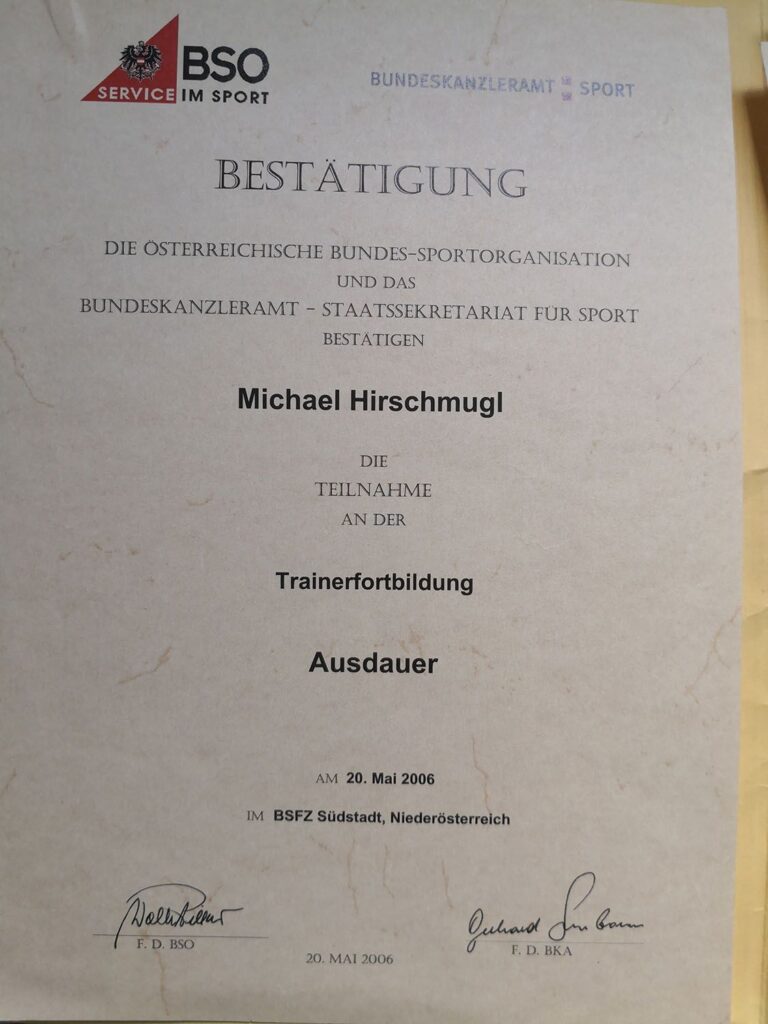 BSO
SERVICE IM SPORT
BUNDESKANZLERAMT SPORT
BESTÄTIGUNG
DIE ÖSTERREICHISCHE BUNDES-SPORTORGANISATION
UND DAS
BUNDESKANZLERAMT - STAATSSEKRETARIAT FÜR SPORT
BESTÄTIGEN
Michael Hirschmugl
DIE
TEILNAHME
AN DER
Trainerfortbildung
Ausdauer
AM 20. Mai 2006
IM BSFZ Südstadt, Niederösterreich
Gerhard
F. D. BSO
F. D. BKA
20. MAI 2006